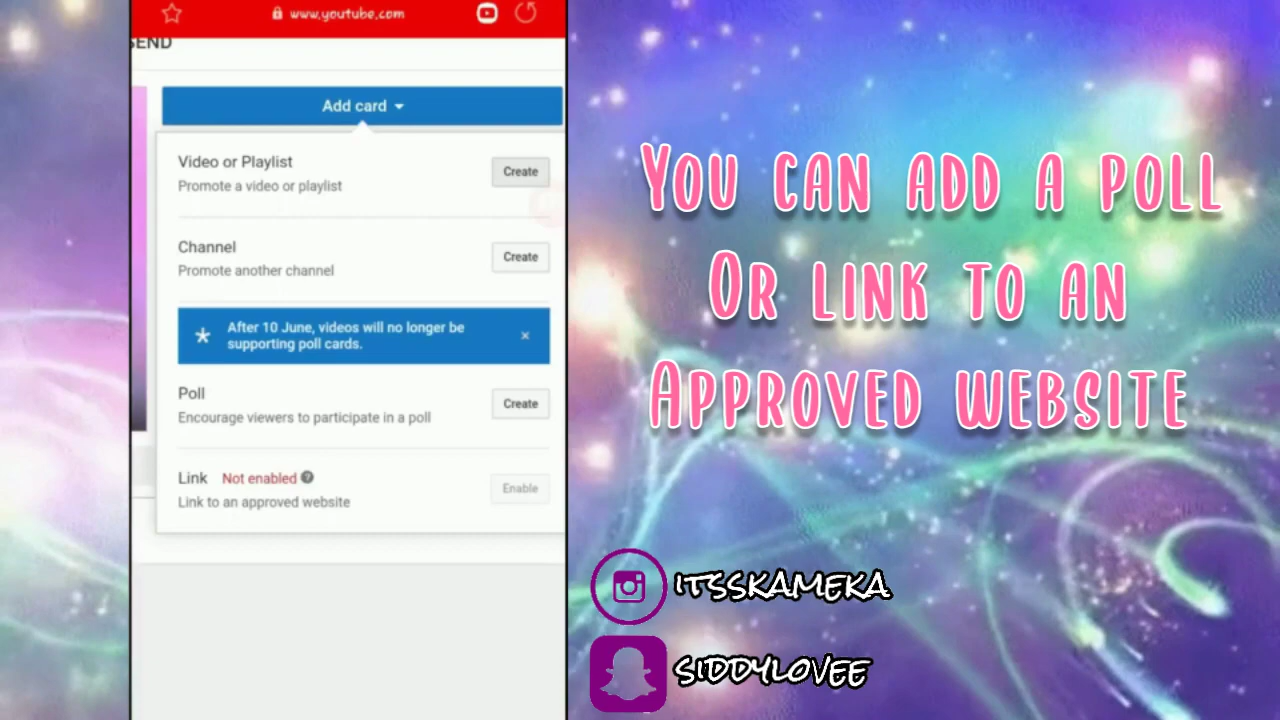 www.youtube.com
SEND
Add card
Video or Playlist
Promote a video or playlist
Create
Channel
Promote another channel
Create
After 10 June, videos will no longer be
supporting poll cards.
Poll
Encourage viewers to participate in a poll
Create
Link Not enabled
Link to an approved website
Enable
You can add a poll
Or link to an
Approved website
itsskameka
siddylovee